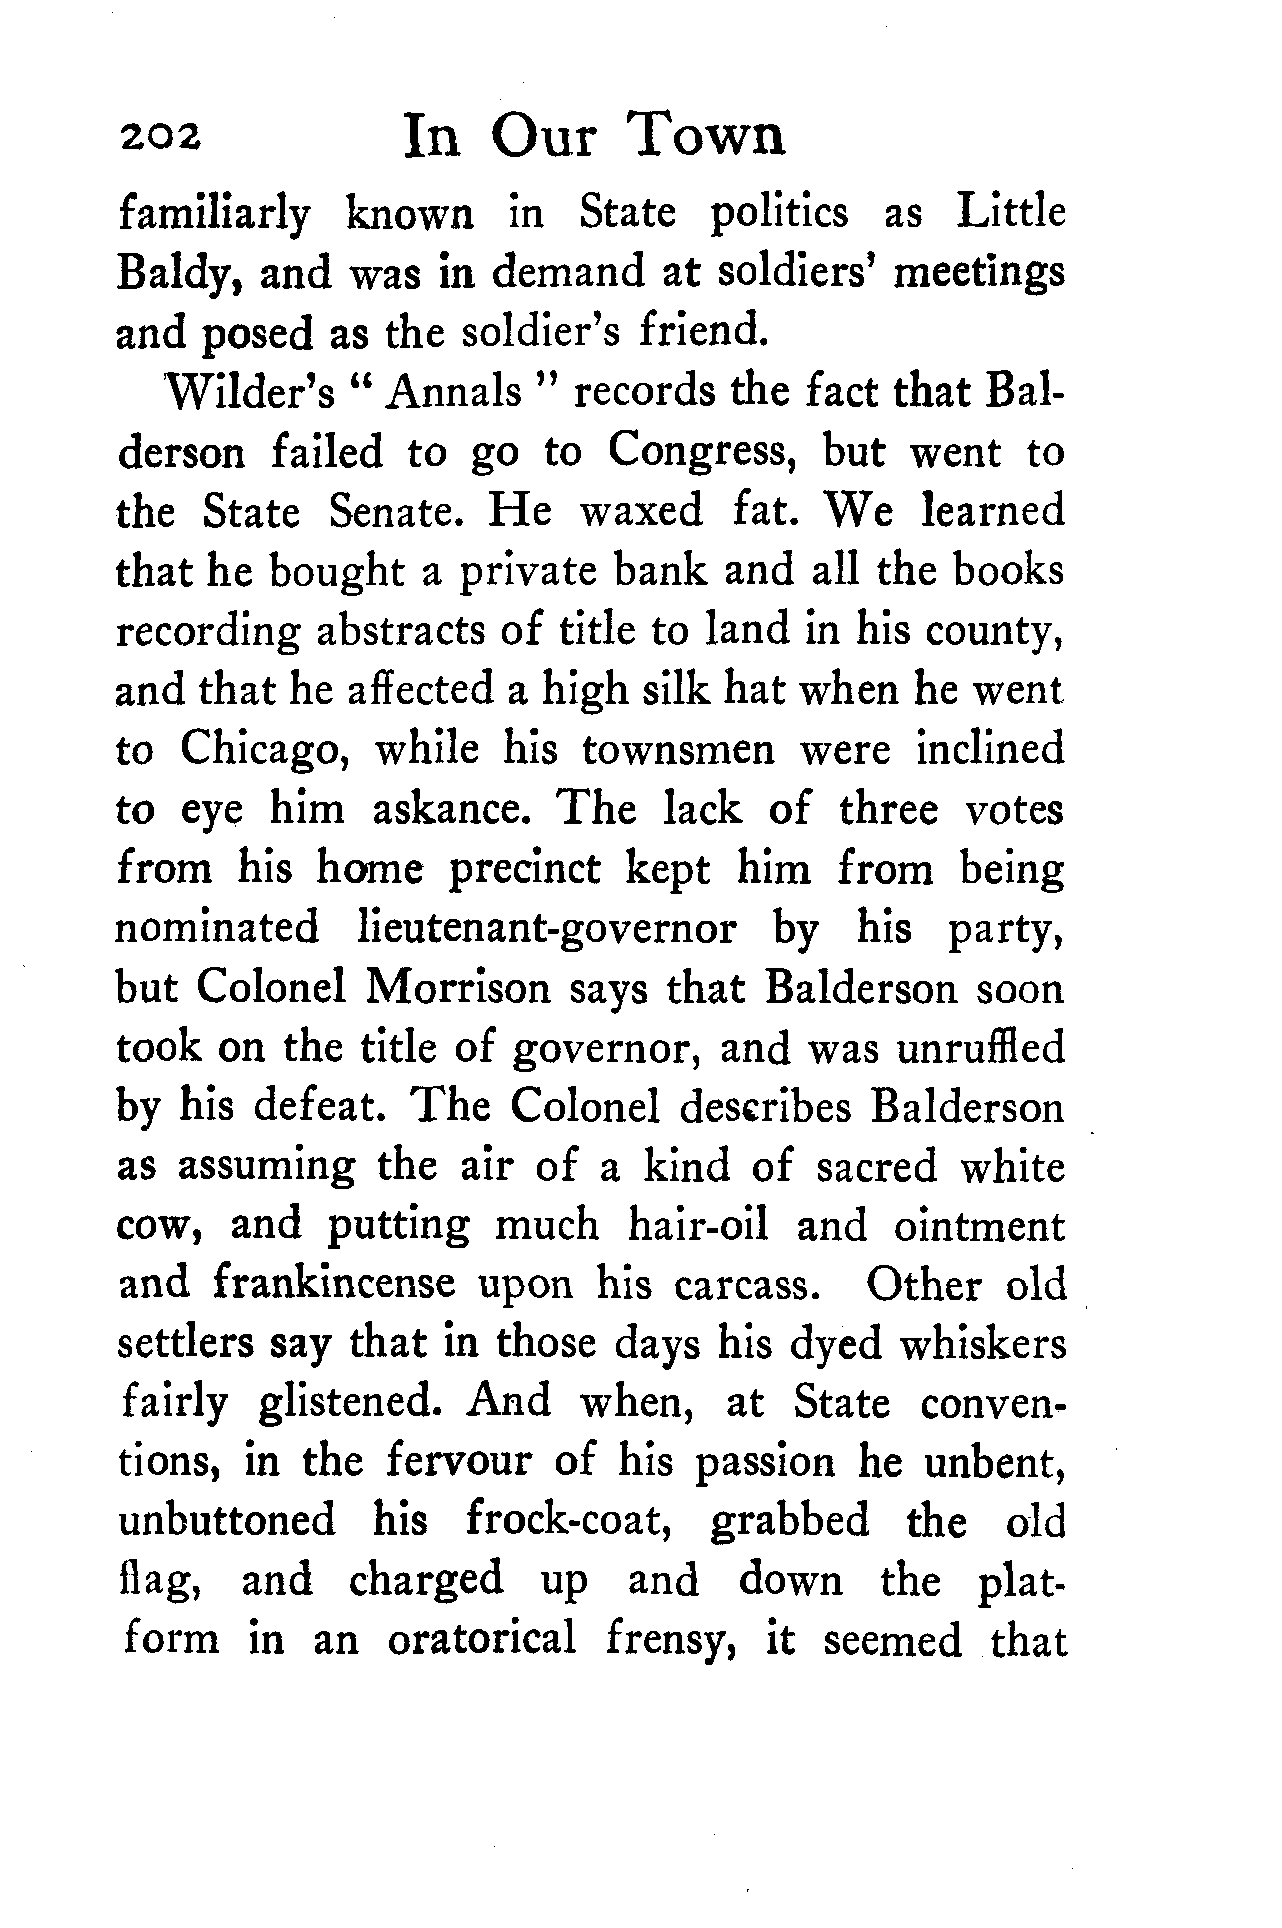 202 In Our Town
familiarly known in State politics as Little
Baldy, and was in demand at soldiers' meetings
and posed as the soldier's friend.
Wilder's " Annals " records the fact that Bal-
derson failed to go to Congress, but went to
the State Senate. He waxed fat. We learned
that he bought a private bank and all the books
recording abstracts of title to land in his county,
and that he affected a high silk hat when he went
to Chicago, while his townsmen were inclined
to eye him askance. The lack of three votes
from his home precinct kept him from being
nominated lieutenant-governor by his party,
but Colonel Morrison says that Balderson soon
took on the title of governor, and was unruffled
by his defeat. The Colonel describes Balderson
as assuming the air of a kind of sacred white
cow, and putting much hair-oil and ointment
and frankincense upon his carcass. Other old
settlers say that in those days his dyed whiskers
fairly glistened. And when, at State conven-
tions, in the fervour of his passion he unbent,
unbuttoned his frock-coat, grabbed the old
flag, and charged up and down the plat-
form in an oratorical frensy, it seemed that